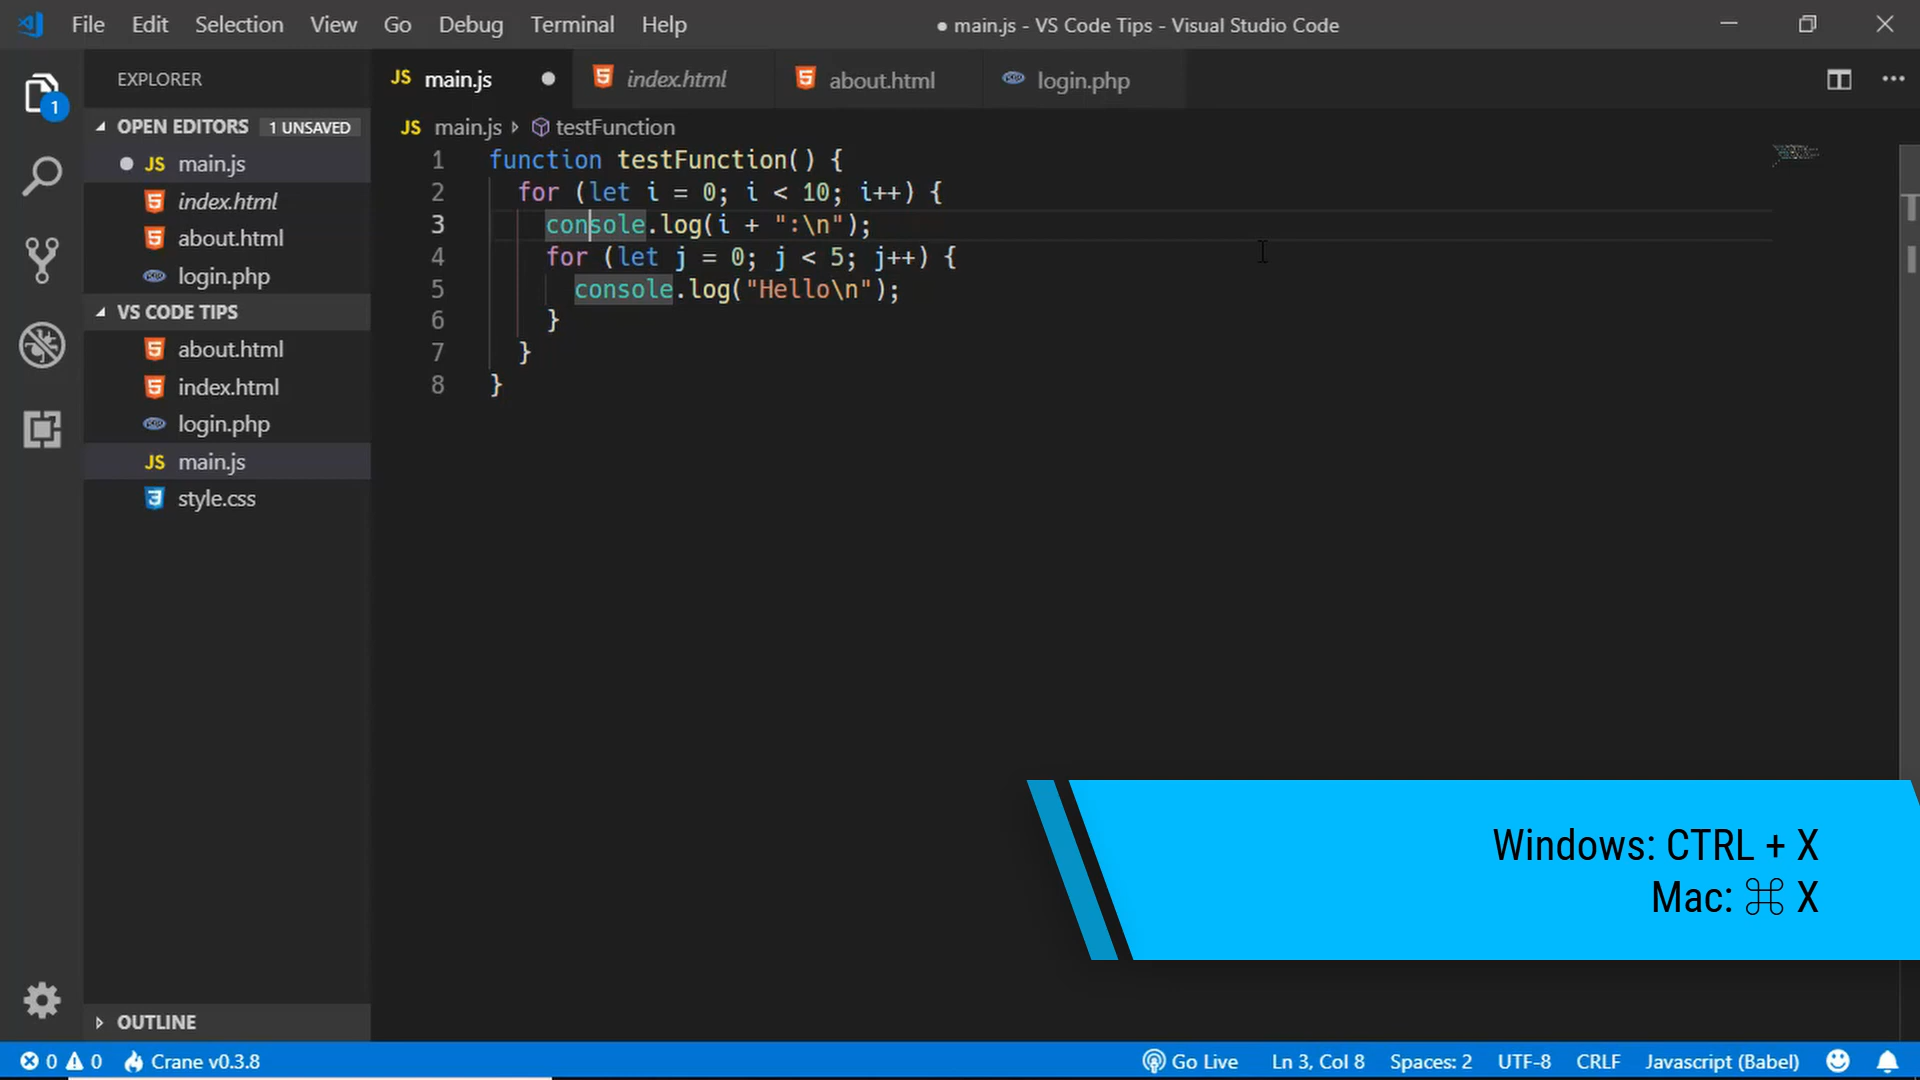 File Edit Selection View Go Debug Terminal Help
● main.js - VS Code Tips - Visual Studio Code
EXPLORER
1
OPEN EDITORS 1 UNSAVED
JS main.js
index.html
about.html
login.php
VS CODE TIPS
about.html
index.html
login.php
JS main.js
style.css
OUTLINE
JS main.js
index.html
about.html
login.php
JS main.js testFunction
1 function testFunction() {
2 for (let i = 0; i < 10; i++) {
3 console.log(i + ":\n");
4 for (let j = 0; j < 5; j++) {
5 console.log("Hello\n");
6 }
7 }
8 }
Windows: CTRL + X
Mac: ⌘ X
0 0 Crane v0.3.8
Go Live Ln 3, Col 8 Spaces: 2 UTF-8 CRLF Javascript (Babel)